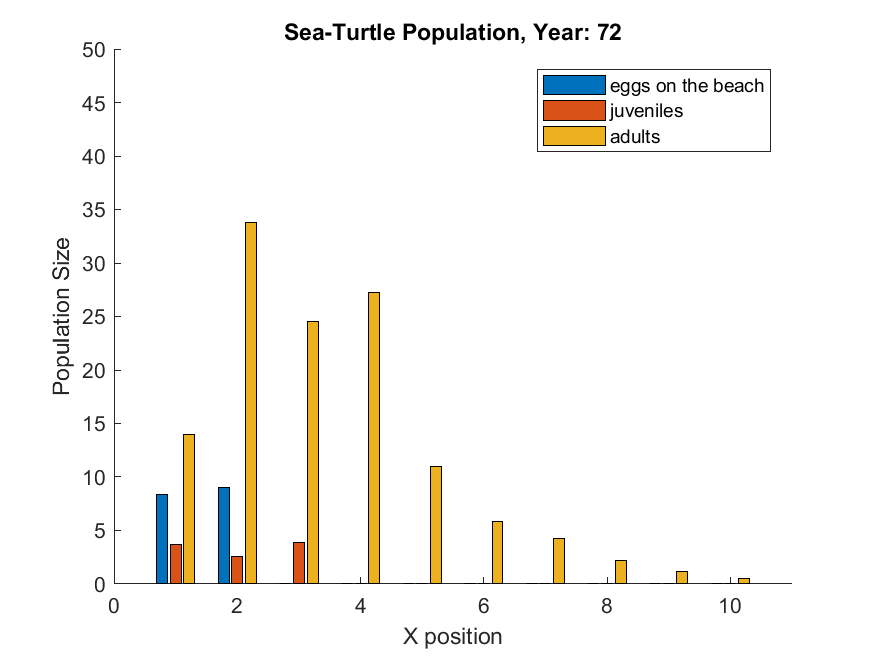 Sea-Turtle Population, Year: 72
50
45
40
35
30
25
20
15
10
5
0
Population Size
eggs on the beach
juveniles
adults
0 2 4 6 8 10
X position